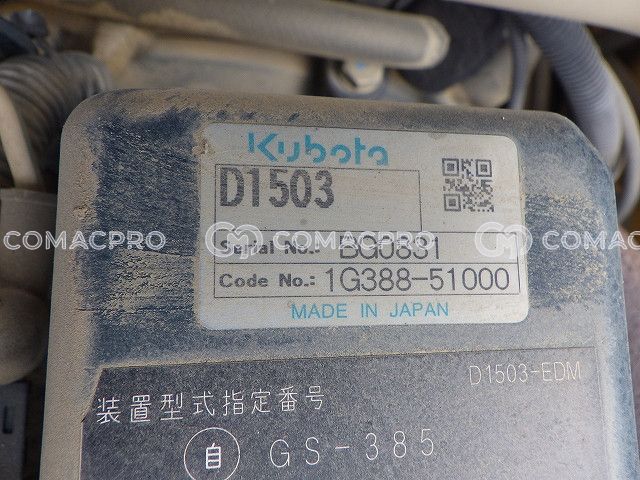 Kubota
D1503
Serial No.: BG0831
COMACPRO COMACPRO COMACPRO
Code No.: 1G388-51000
MADE IN JAPAN
D1503-EDM
装置型式指定番号
自 GS-385